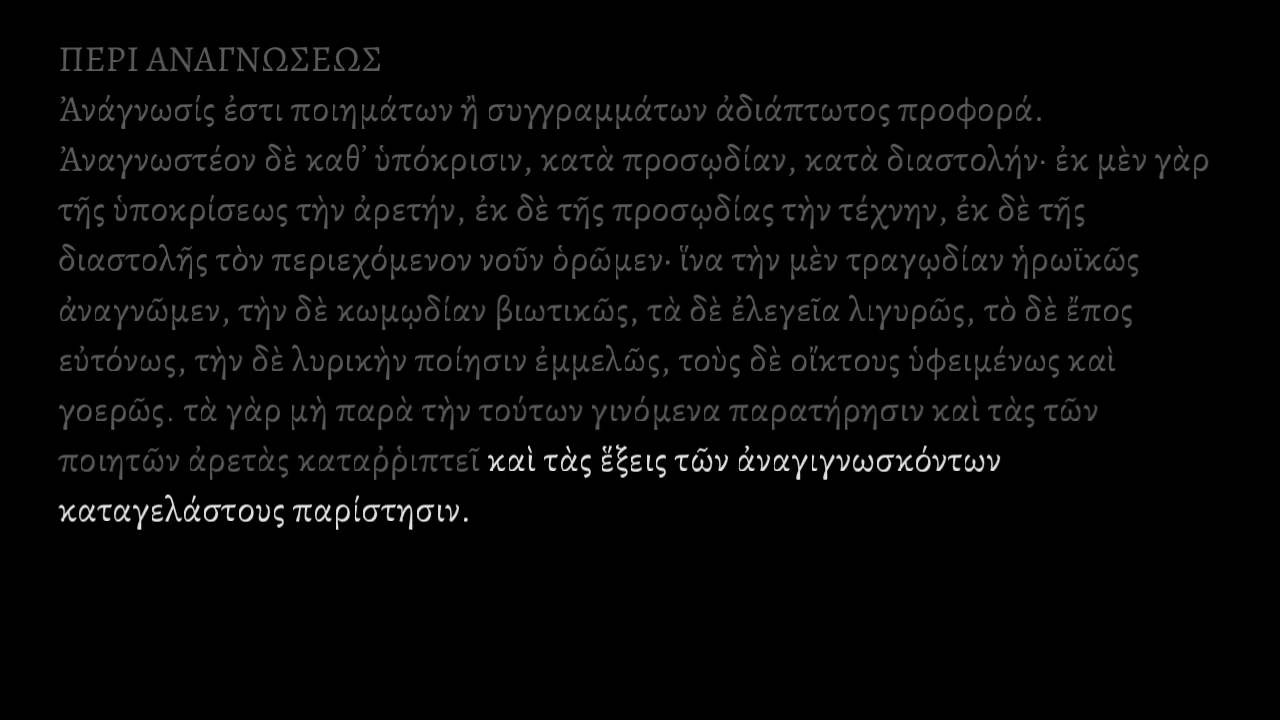 ΠΕΡΙ ΑΝΑΓΝΩΣΕΩΣ
Ἀνάγνωσίς ἐστι ποιημάτων ἢ συγγραμμάτων ἀδιάπτωτος προφορά.
Ἀναγνωστέον δὲ καθ᾽ ὑπόκρισιν, κατὰ προσῳδίαν, κατὰ διαστολήν· ἐκ μὲν γὰρ
τῆς ὑποκρίσεως τὴν ἀρετήν, ἐκ δὲ τῆς προσῳδίας τὴν τέχνην, ἐκ δὲ τῆς
διαστολῆς τὸν περιεχόμενον νοῦν ὁρῶμεν· ἵνα τὴν μὲν τραγῳδίαν ἡρωϊκῶς
ἀναγνῶμεν, τὴν δὲ κωμῳδίαν βιωτικῶς, τὰ δὲ ἐλεγεῖα λιγυρῶς, τὸ δὲ ἔπος
εὐτόνως, τὴν δὲ λυρικὴν ποίησιν ἐμμελῶς, τοὺς δὲ οἴκτους ὑφειμένως καὶ
γοερῶς. τὰ γὰρ μὴ παρὰ τὴν τούτων γινόμενα παρατήρησιν καὶ τὰς τῶν
ποιητῶν ἀρετὰς καταῤῥιπτεῖ καὶ τὰς ἕξεις τῶν ἀναγιγνωσκόντων
καταγελάστους παρίστησιν.